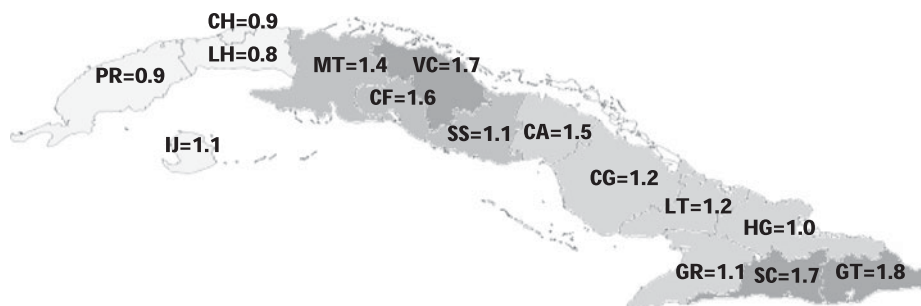 CH=0.9
LH=0.8
PR=0.9
MT=1.4
VC=1.7
CF=1.6
IJ=1.1
SS=1.1
CA=1.5
CG=1.2
LT=1.2
HG=1.0
GR=1.1
SC=1.7
GT=1.8